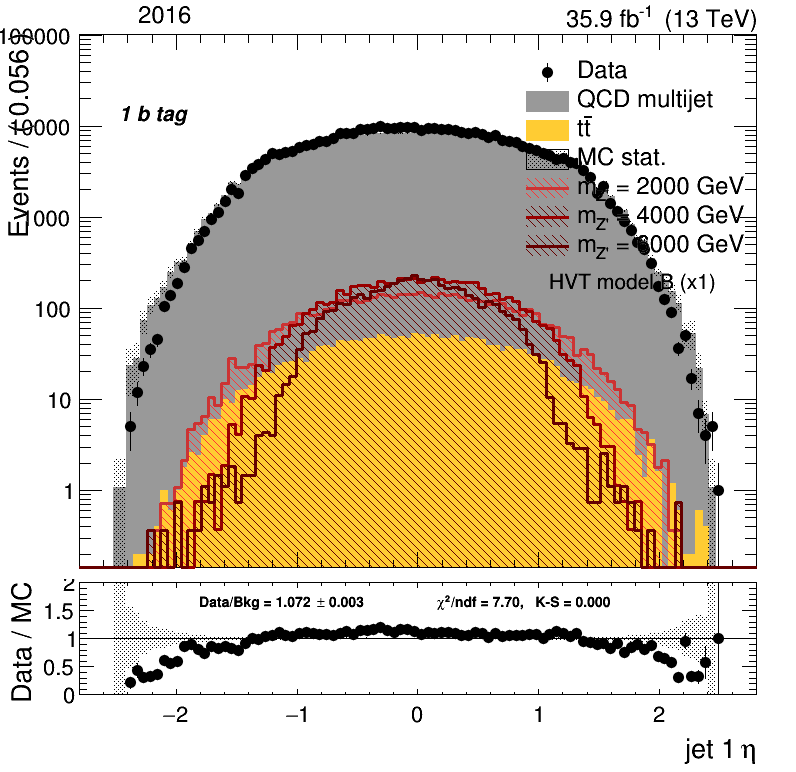 2016 35.9 fb⁻¹ (13 TeV)
Events / ( 0.056 )
100000
10000
1000
100
10
1
1 b tag
Data
QCD multijet
tt̄
MC stat.
m_Z' = 2000 GeV
m_Z' = 4000 GeV
m_Z' = 8000 GeV
HVT model B (x1)
Data / MC
2
1.5
1
0.5
0
Data/Bkg = 1.072 ± 0.003 χ²/ndf = 7.70, K-S = 0.000
−2 −1 0 1 2
jet 1 η